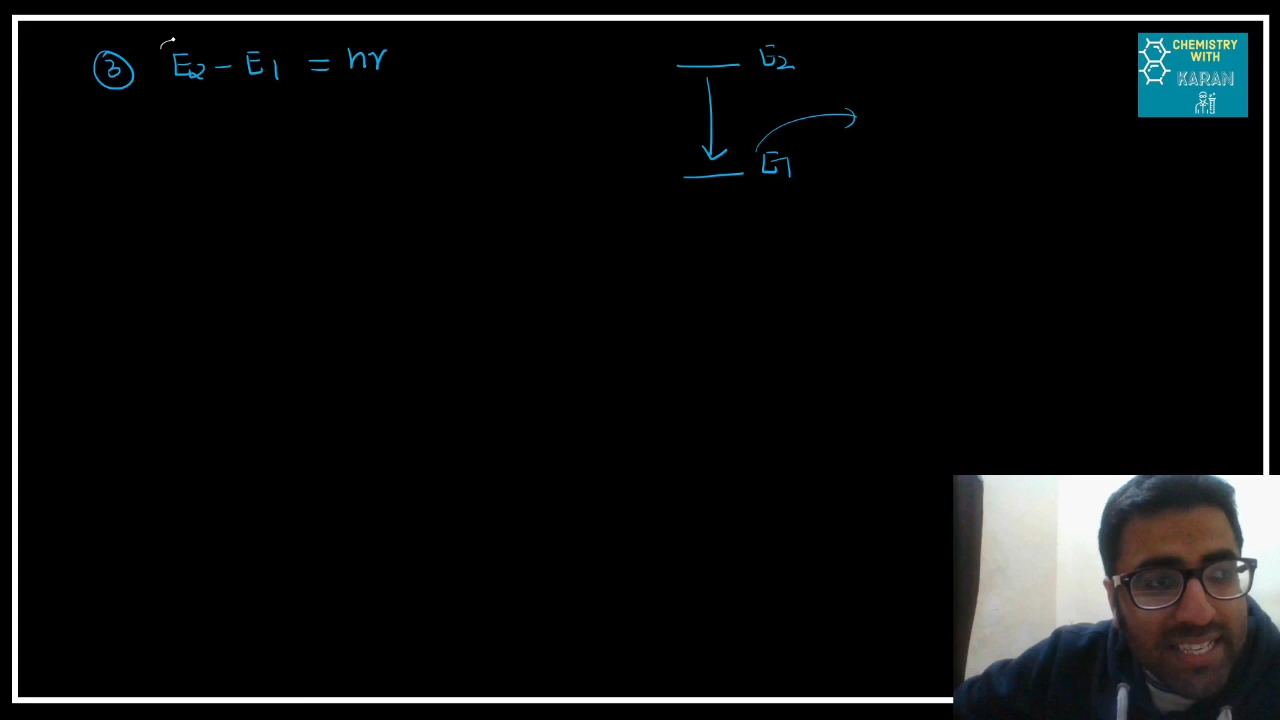 ③ E₂ - E₁ = hν
E₂
E₁
CHEMISTRY
WITH
KARAN